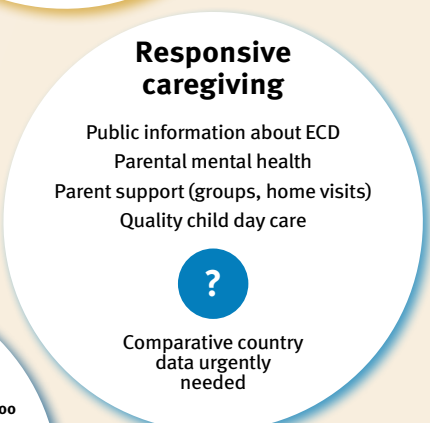 Responsive
caregiving
Public information about ECD
Parental mental health
Parent support (groups, home visits)
Quality child day care
?
Comparative country
data urgently
needed
00